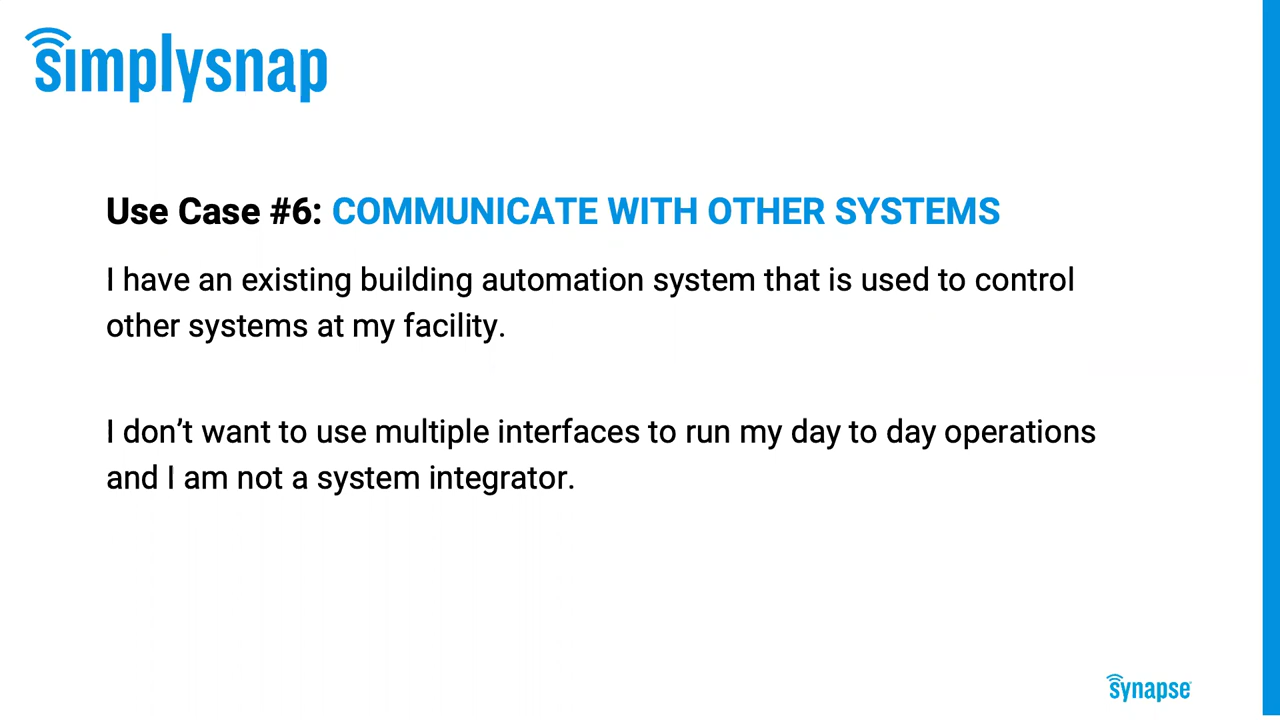 simplysnap
Use Case #6: COMMUNICATE WITH OTHER SYSTEMS
I have an existing building automation system that is used to control
other systems at my facility.
I don’t want to use multiple interfaces to run my day to day operations
and I am not a system integrator.
synapse